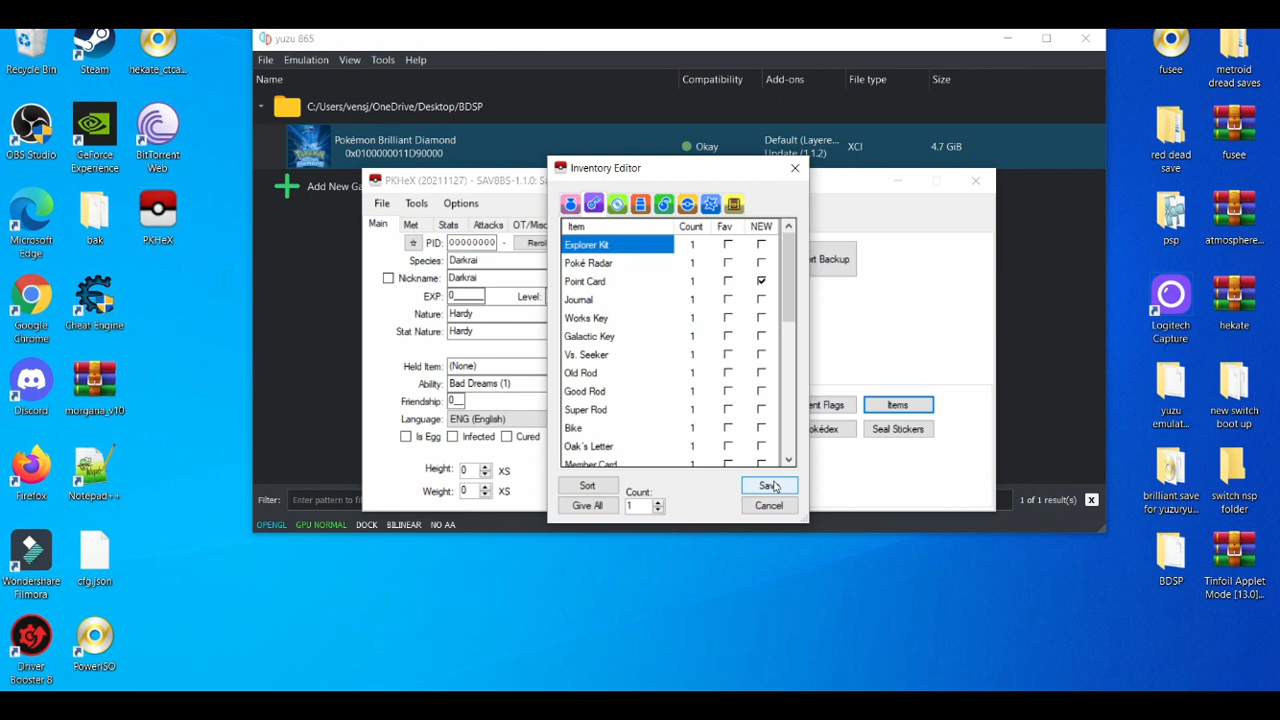 Recycle Bin
Steam
nekate_ctca...
OBS Studio
GeForce
Experience
BitTorrent
Web
Microsoft
Edge
bak
PKHeX
Google
Chrome
Cheat Engine
Discord
morgana_v10
Firefox
Notepad++
Wondershare
Filmora
cfg.json
Driver
Booster 8
PowerISO
yuzu 865
File Emulation View Tools Help
Name Compatibility Add-ons File type Size
C:/Users/vensj/OneDrive/Desktop/BDSP
Pokémon Brilliant Diamond
0x0100000011D90000
Okay
Default (Layere...
Update (1.1.2)
XCI
4.7 GiB
Add New Ga
PKHeX (20211127) - SAV8BS-1.1.0: Sa
File Tools Options
Main Met Stats Attacks OT/Misc
PID: 00000000 Reroll
Species: Darkrai
Nickname: Darkrai
EXP: 0 Level:
Nature: Hardy
Stat Nature: Hardy
Held Item: (None)
Ability: Bad Dreams (1)
Friendship: 0
Language: ENG (English)
Is Egg Infected Cured
Height: 0 XS
Weight: 0 XS
rt Backup
ent Flags Items
okédex Seal Stickers
Inventory Editor
Item Count Fav NEW
Explorer Kit 1
Poké Radar 1
Point Card 1
Journal 1
Works Key 1
Galactic Key 1
Vs. Seeker 1
Old Rod 1
Good Rod 1
Super Rod 1
Bike 1
Oak's Letter 1
Member Card
Sort Count: Save
Give All 1 Cancel
Filter: Enter pattern to f
1 of 1 result(s) X
OPENGL GPU NORMAL DOCK BILINEAR NO AA
fusee
metroid
dread saves
red dead
save
fusee
psp
atmosphere...
Logitech
Capture
hekate
yuzu
emulat...
new switch
boot up
brilliant save
for yuzuryu...
switch nsp
folder
BDSP
Tinfoil Applet
Mode [13.0]...